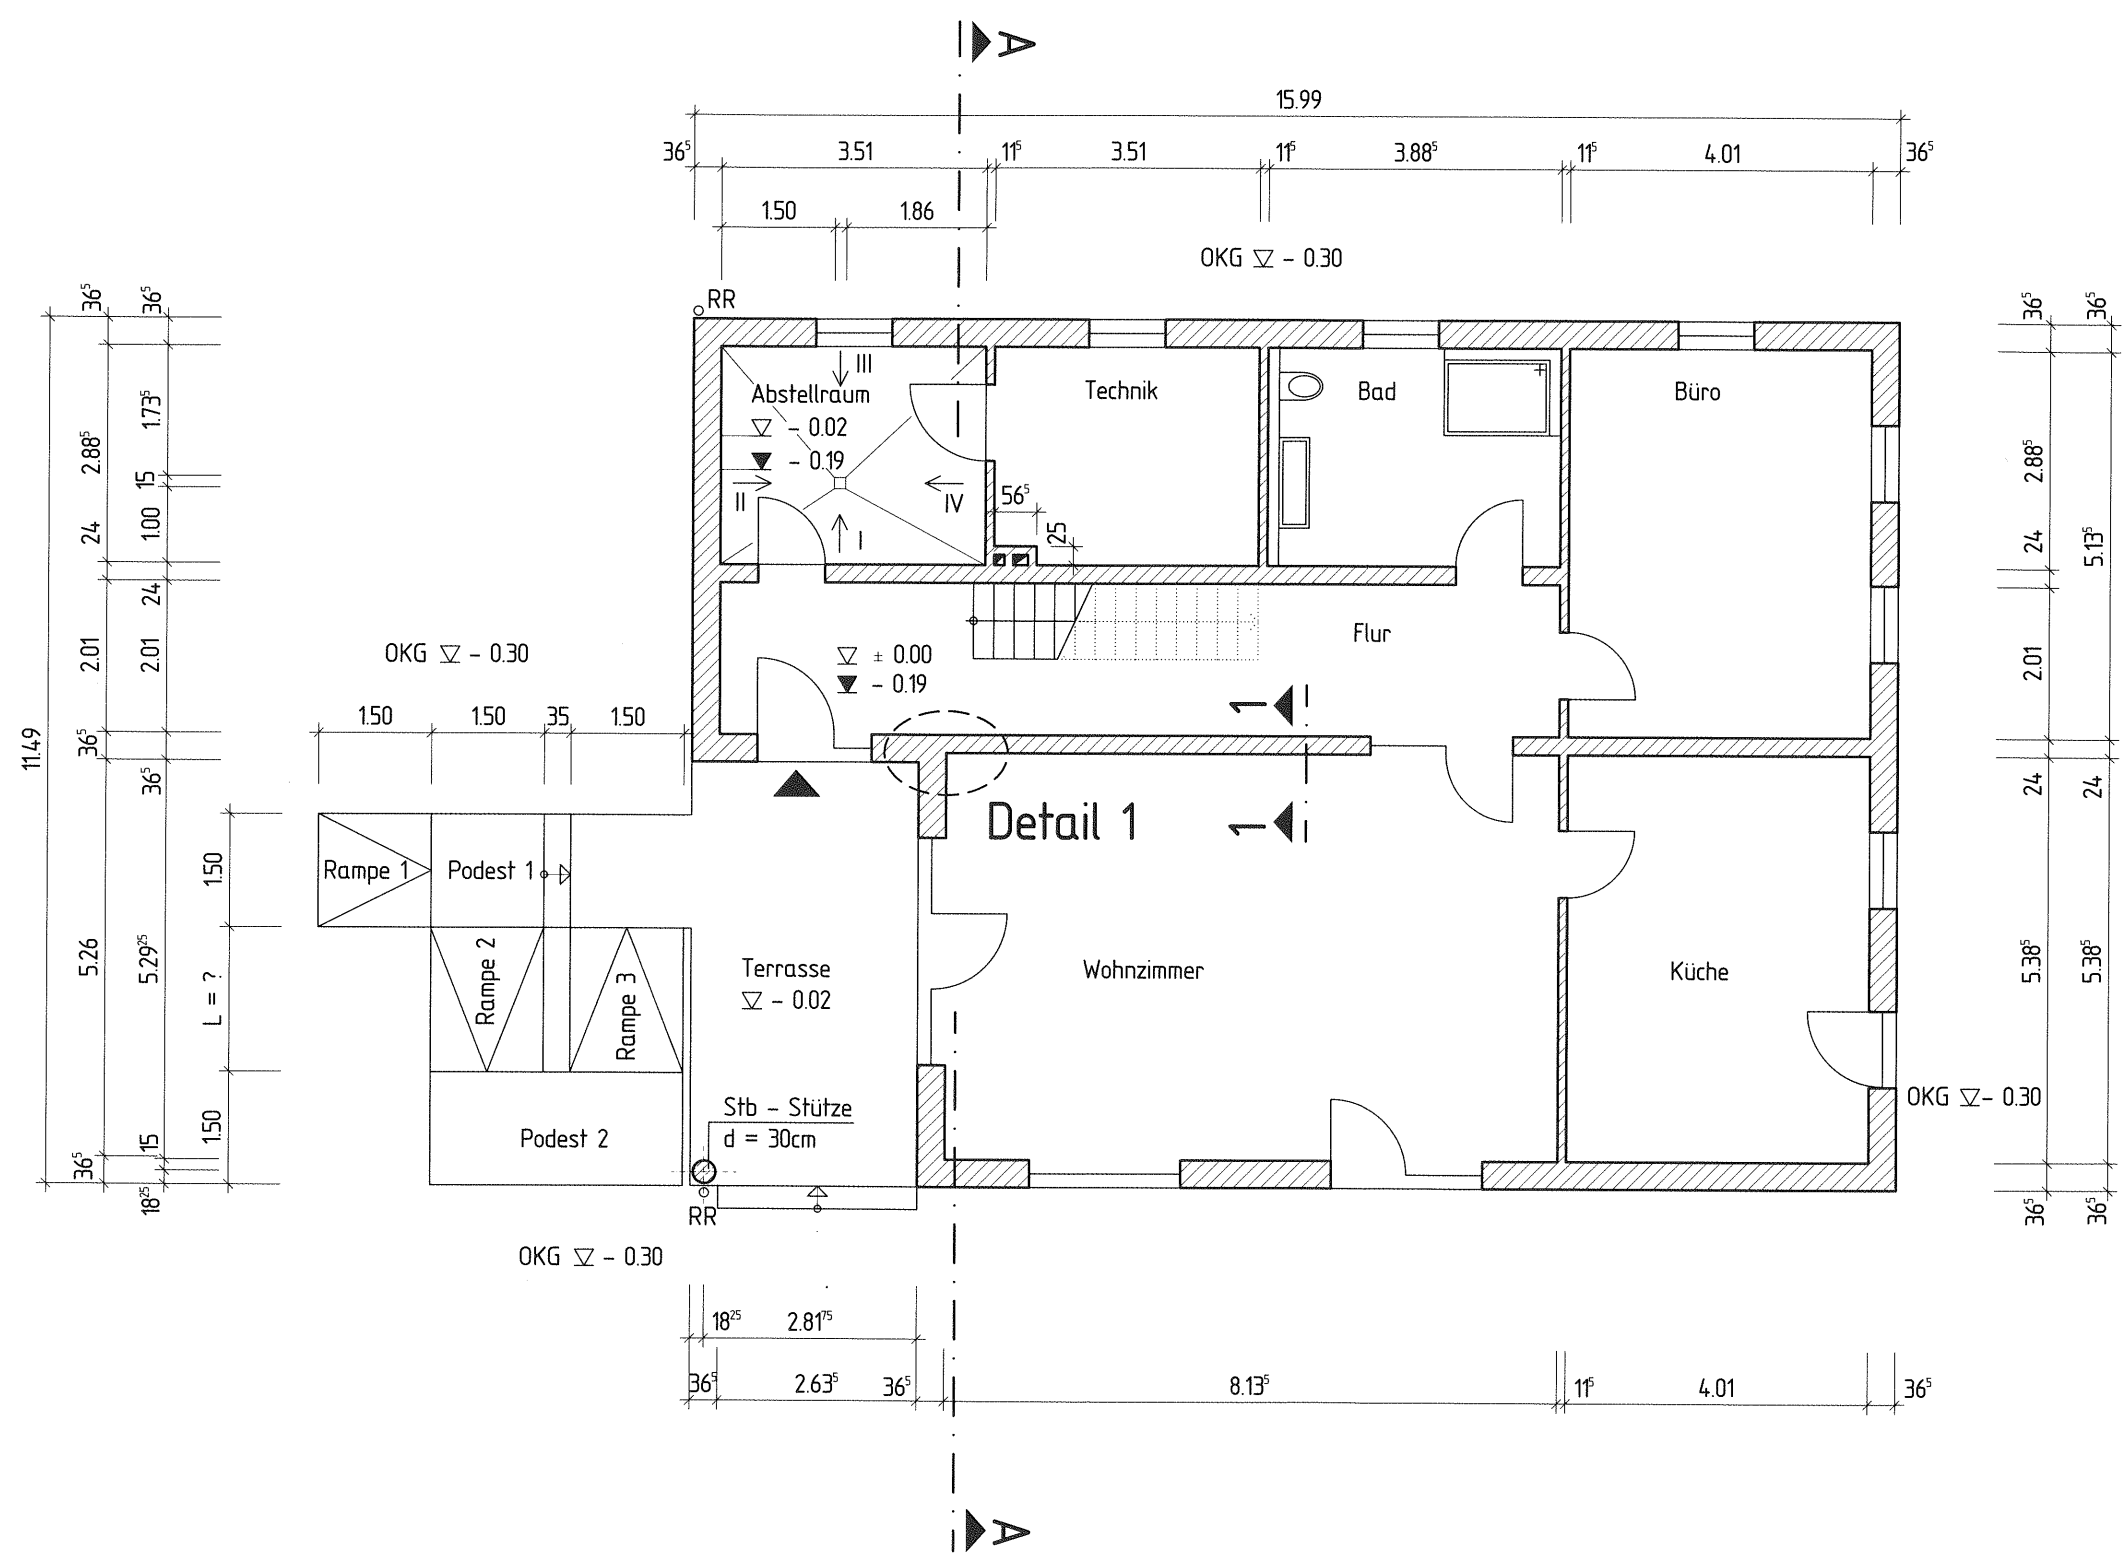 A
15.99
36⁵ 3.51 11⁵ 3.51 11⁵ 3.88⁵ 11⁵ 4.01 36⁵
1.50 1.86
OKG - 0.30
RR
36⁵ 36⁵ 36⁵ 36⁵
III
Abstellraum Technik Bad Büro
- 0.02
- 0.19
II IV
I
56⁵
25
1.73⁵
2.88⁵
15
24 1.00
24
2.01 2.01
36⁵
36⁵
11.49
5.26 5.29²⁵
15
36⁵
18²⁵
2.88⁵
24
5.13⁵
2.01
24 24
5.38⁵ 5.38⁵
36⁵ 36⁵
Flur
± 0.00
- 0.19
OKG - 0.30
1.50 1.50 35 1.50
1
1
Detail 1
1.50
L = ?
1.50
Rampe 1 Podest 1
Rampe 2
Rampe 3
Podest 2
Terrasse
- 0.02
Wohnzimmer Küche
Stb - Stütze
d = 30cm
RR
OKG - 0.30
OKG - 0.30
18²⁵ 2.81⁷⁵
36⁵ 2.63⁵ 36⁵ 8.13⁵ 11⁵ 4.01 36⁵
A